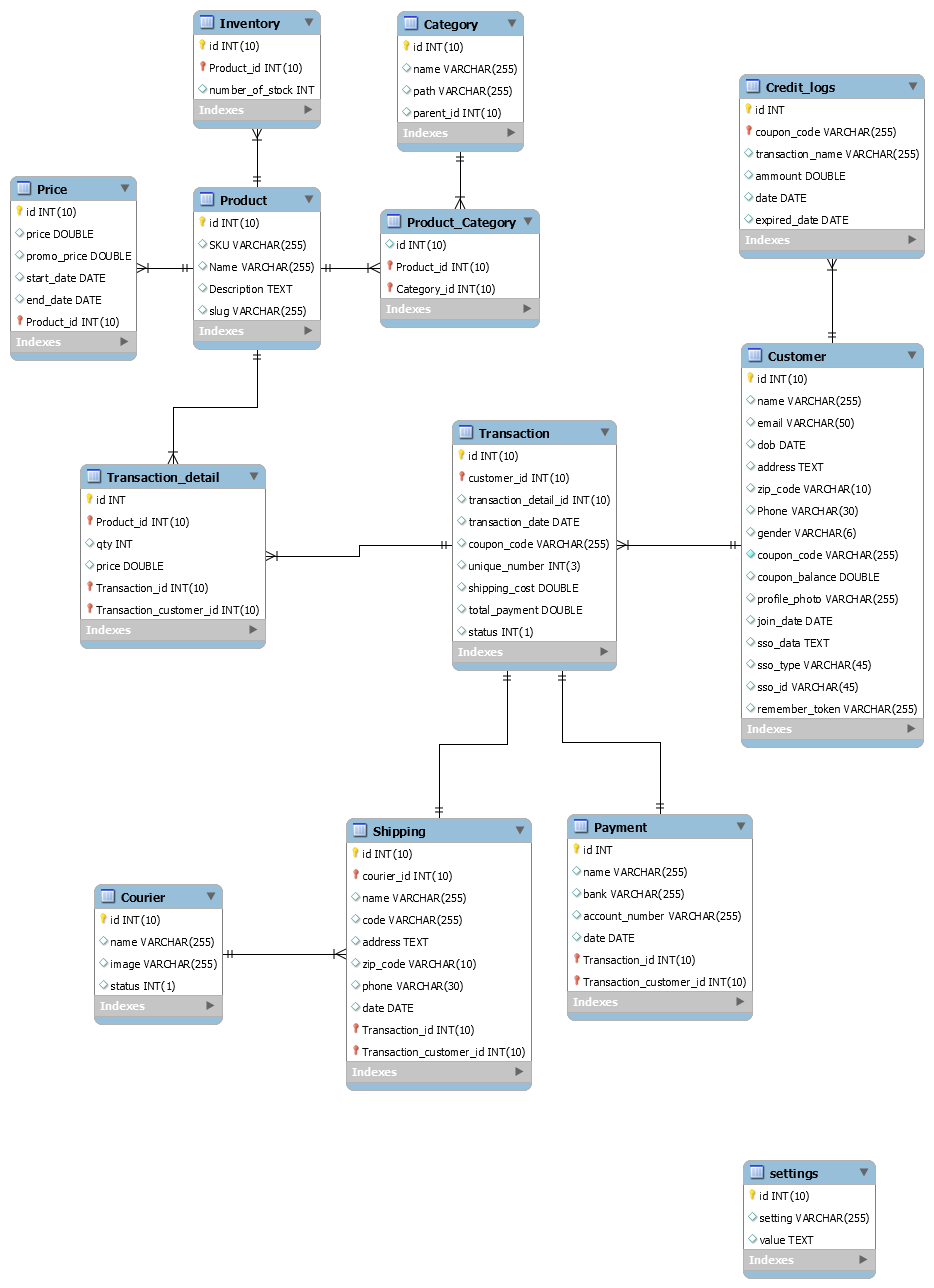 Inventory
id INT(10)
Product_id INT(10)
number_of_stock INT
Indexes
Category
id INT(10)
name VARCHAR(255)
path VARCHAR(255)
parent_id INT(10)
Indexes
Credit_logs
id INT
coupon_code VARCHAR(255)
transaction_name VARCHAR(255)
ammount DOUBLE
date DATE
expired_date DATE
Indexes
Price
id INT(10)
price DOUBLE
promo_price DOUBLE
start_date DATE
end_date DATE
Product_id INT(10)
Indexes
Product
id INT(10)
SKU VARCHAR(255)
Name VARCHAR(255)
Description TEXT
slug VARCHAR(255)
Indexes
Product_Category
id INT(10)
Product_id INT(10)
Category_id INT(10)
Indexes
Customer
id INT(10)
name VARCHAR(255)
email VARCHAR(50)
dob DATE
address TEXT
zip_code VARCHAR(10)
Phone VARCHAR(30)
gender VARCHAR(6)
coupon_code VARCHAR(255)
coupon_balance DOUBLE
profile_photo VARCHAR(255)
join_date DATE
sso_data TEXT
sso_type VARCHAR(45)
sso_id VARCHAR(45)
remember_token VARCHAR(255)
Indexes
Transaction
id INT(10)
customer_id INT(10)
transaction_detail_id INT(10)
transaction_date DATE
coupon_code VARCHAR(255)
unique_number INT(3)
shipping_cost DOUBLE
total_payment DOUBLE
status INT(1)
Indexes
Transaction_detail
id INT
Product_id INT(10)
qty INT
price DOUBLE
Transaction_id INT(10)
Transaction_customer_id INT(10)
Indexes
Shipping
id INT(10)
courier_id INT(10)
name VARCHAR(255)
code VARCHAR(255)
address TEXT
zip_code VARCHAR(10)
phone VARCHAR(30)
date DATE
Transaction_id INT(10)
Transaction_customer_id INT(10)
Indexes
Payment
id INT
name VARCHAR(255)
bank VARCHAR(255)
account_number VARCHAR(255)
date DATE
Transaction_id INT(10)
Transaction_customer_id INT(10)
Indexes
Courier
id INT(10)
name VARCHAR(255)
image VARCHAR(255)
status INT(1)
Indexes
settings
id INT(10)
setting VARCHAR(255)
value TEXT
Indexes